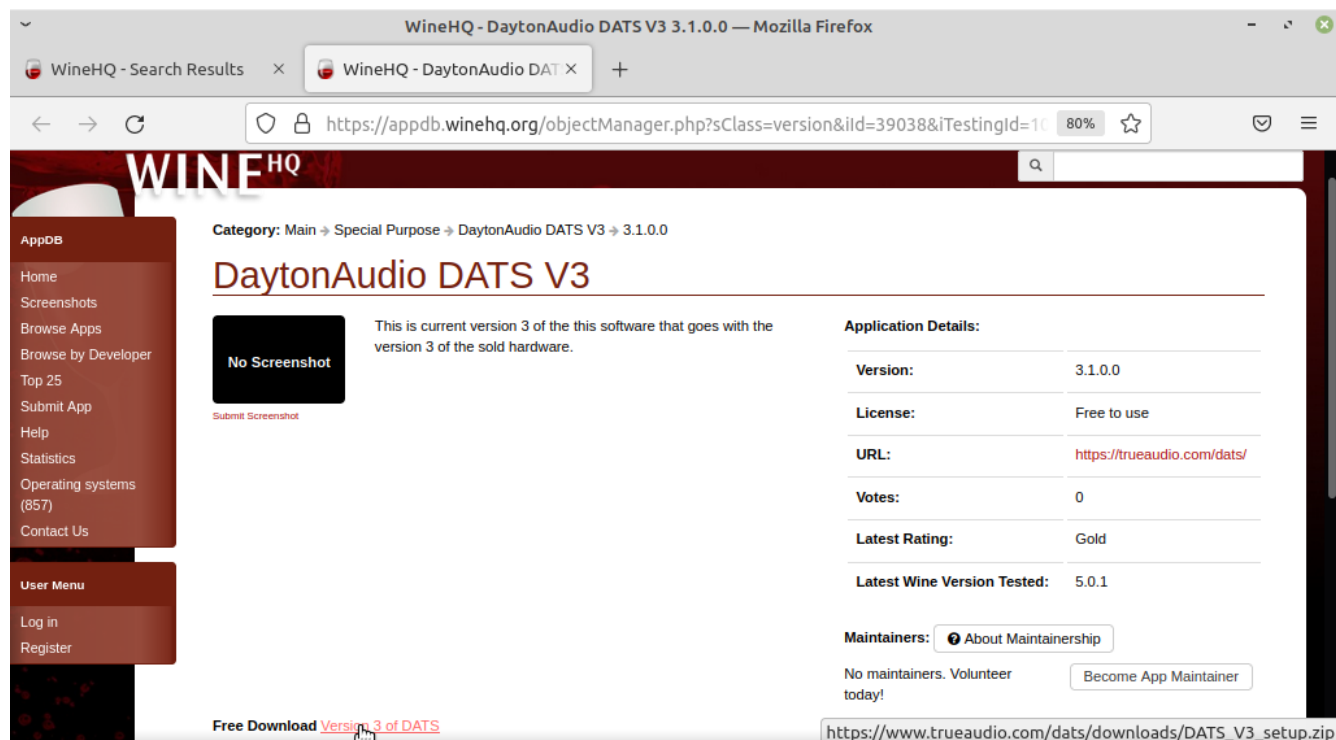 WineHQ - DaytonAudio DATS V3 3.1.0.0 — Mozilla Firefox
WineHQ - Search Results
WineHQ - DaytonAudio DAT
https://appdb.winehq.org/objectManager.php?sClass=version&iId=39038&iTestingId=10
80%
WINEHQ
AppDB
Home
Screenshots
Browse Apps
Browse by Developer
Top 25
Submit App
Help
Statistics
Operating systems
(857)
Contact Us
User Menu
Log in
Register
Category: Main → Special Purpose → DaytonAudio DATS V3 → 3.1.0.0
DaytonAudio DATS V3
No Screenshot
Submit Screenshot
This is current version 3 of the this software that goes with the
version 3 of the sold hardware.
Application Details:
Version: 3.1.0.0
License: Free to use
URL: https://trueaudio.com/dats/
Votes: 0
Latest Rating: Gold
Latest Wine Version Tested: 5.0.1
Maintainers: About Maintainership
No maintainers. Volunteer
today!
Become App Maintainer
Free Download Version 3 of DATS
https://www.trueaudio.com/dats/downloads/DATS_V3_setup.zip